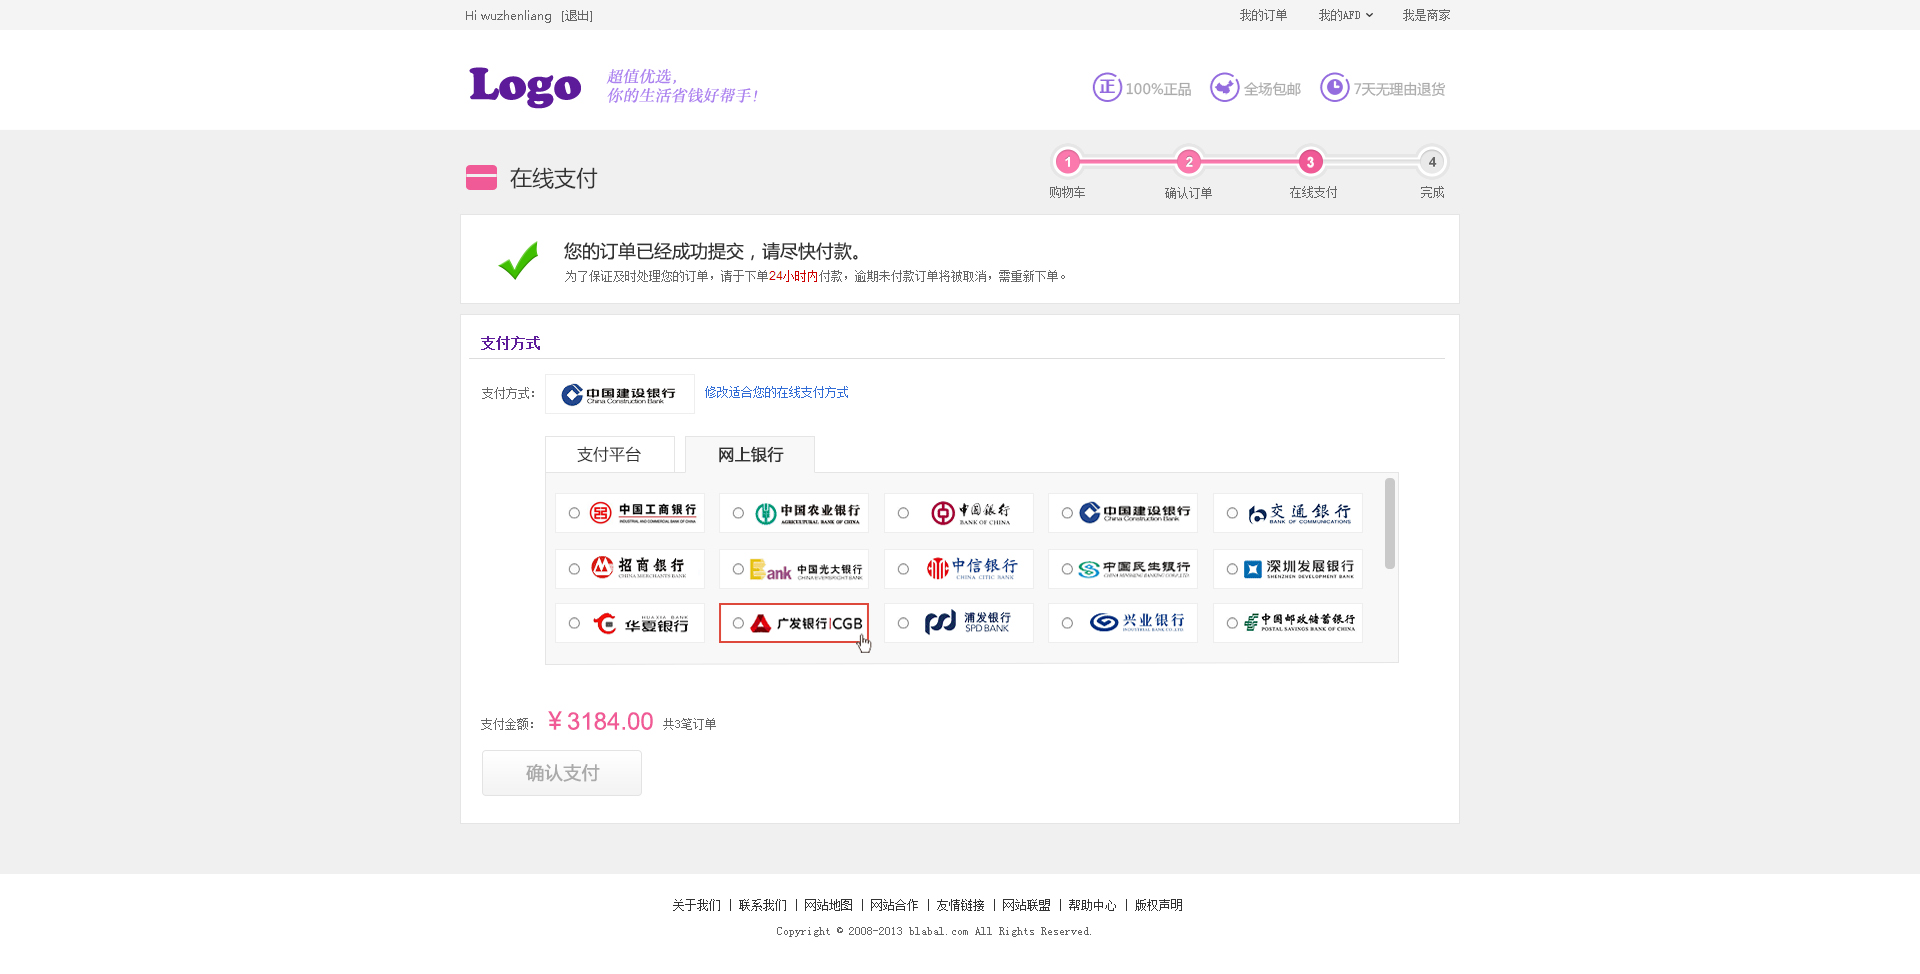 Hi wuzhenliang [退出]
我的订单 我的AFD 我是商家
Logo
超值优选,
你的生活省钱好帮手!
正 100%正品 全场包邮 7天无理由退货
在线支付
1 2 3 4
购物车 确认订单 在线支付 完成
您的订单已经成功提交，请尽快付款。
为了保证及时处理您的订单，请于下单24小时内付款，逾期未付款订单将被取消，需重新下单。
支付方式
支付方式： 中国建设银行 China Construction Bank 修改适合您的在线支付方式
支付平台 网上银行
中国工商银行 INDUSTRIAL AND COMMERCIAL BANK OF CHINA
中国农业银行 AGRICULTURAL BANK OF CHINA
中国银行 BANK OF CHINA
中国建设银行 China Construction Bank
交通银行 BANK OF COMMUNICATIONS
招商银行 CHINA MERCHANTS BANK
Bank 中国光大银行 CHINA EVERBRIGHT BANK
中信银行 CHINA CITIC BANK
中国民生银行 CHINA MINSHENG BANKING CORP.,LTD.
深圳发展银行 SHENZHEN DEVELOPMENT BANK
华夏银行 HUA XIA BANK
广发银行|CGB
浦发银行 SPD BANK
兴业银行 INDUSTRIAL BANK CO.,LTD.
中国邮政储蓄银行 POSTAL SAVINGS BANK OF CHINA
支付金额： ¥3184.00 共3笔订单
确认支付
关于我们 | 联系我们 | 网站地图 | 网站合作 | 友情链接 | 网站联盟 | 帮助中心 | 版权声明
Copyright © 2008-2013 blabal.com All Rights Reserved.